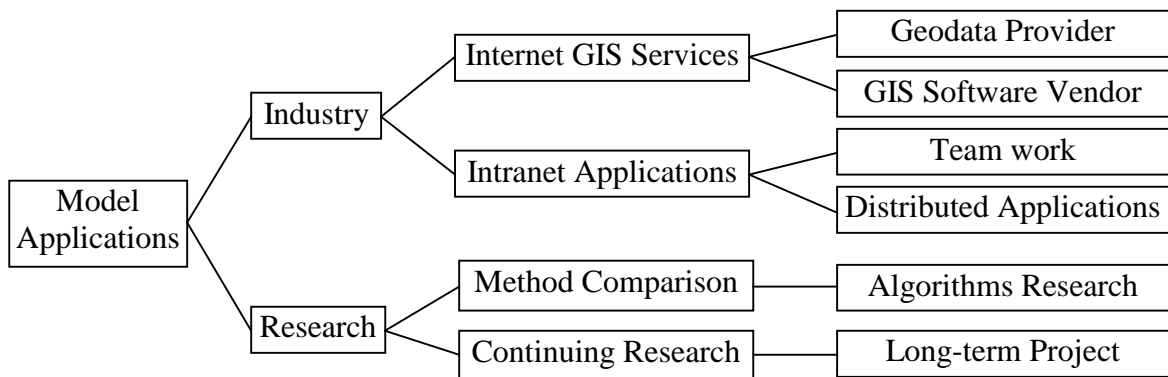 Model
Applications
Industry
Research
Internet GIS Services
Intranet Applications
Method Comparison
Continuing Research
Geodata Provider
GIS Software Vendor
Team work
Distributed Applications
Algorithms Research
Long-term Project